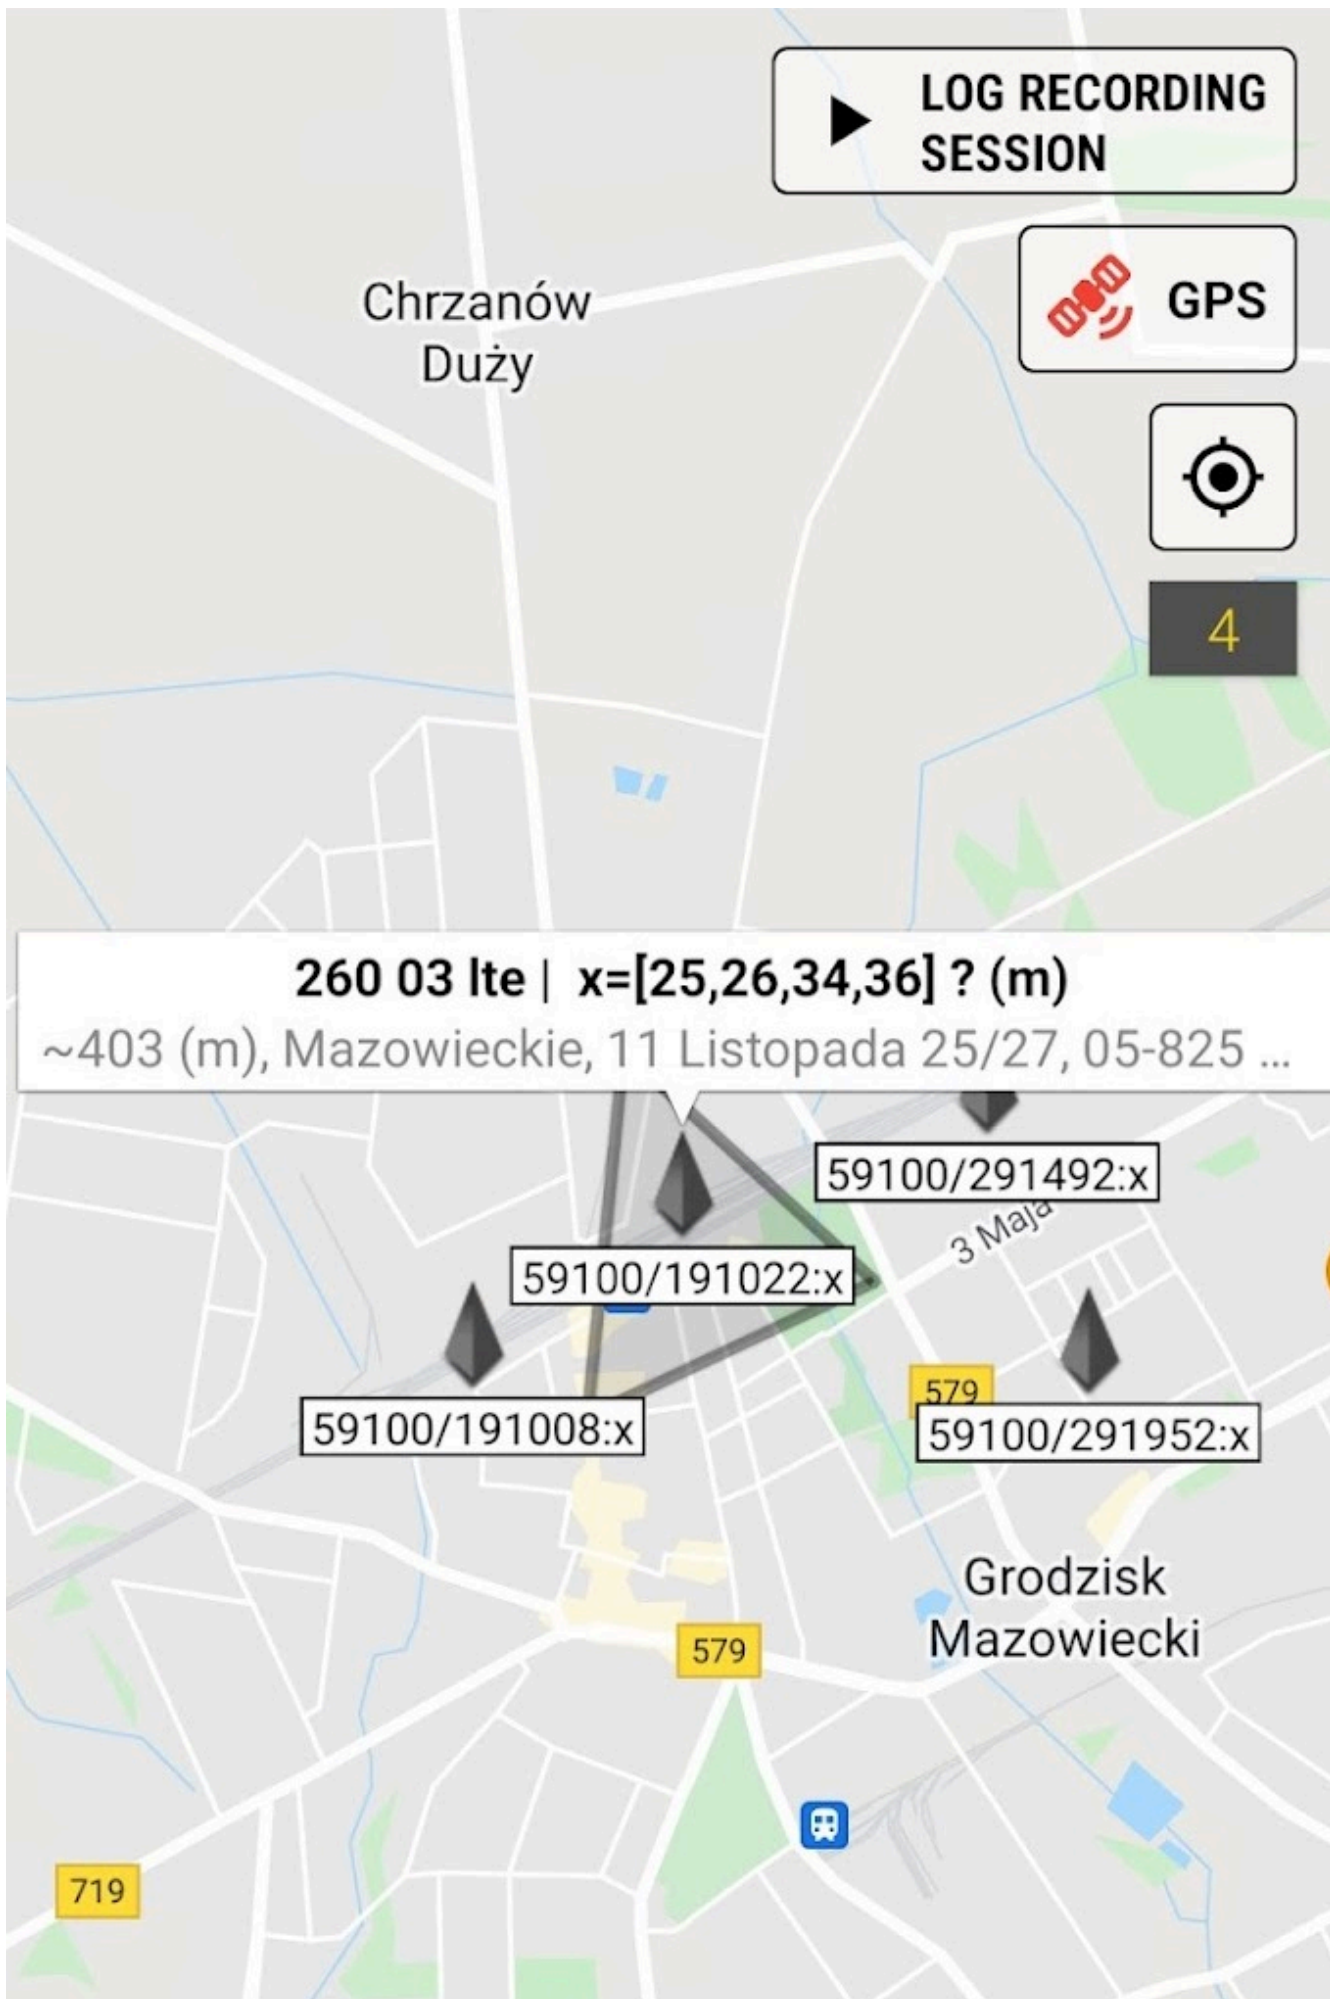 LOG RECORDING
SESSION
GPS
Chrzanów
Duży
4
260 03 lte | x=[25,26,34,36] ? (m)
~403 (m), Mazowieckie, 11 Listopada 25/27, 05-825 ...
59100/291492:x
3 Maja
59100/191022:x
579
59100/191008:x
59100/291952:x
Grodzisk
Mazowiecki
579
719